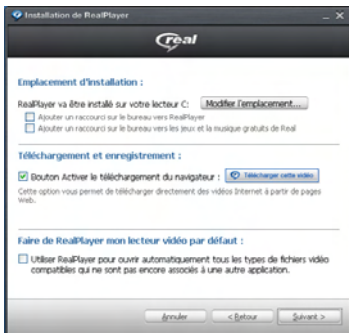 Installation de RealPlayer
real
Emplacement d'installation :
RealPlayer va être installé sur votre lecteur C: Modifier l'emplacement...
Ajouter un raccourci sur le bureau vers RealPlayer
Ajouter un raccourci sur le bureau vers les jeux et la musique gratuits de Real
Téléchargement et enregistrement :
Bouton Activer le téléchargement du navigateur : Télécharger cette vidéo
Cette option vous permet de télécharger directement des vidéos Internet à partir de pages
Web.
Faire de RealPlayer mon lecteur vidéo par défaut :
Utiliser RealPlayer pour ouvrir automatiquement tous les types de fichiers vidéo
compatibles qui ne sont pas encore associés à une autre application.
Annuler < Retour Suivant >